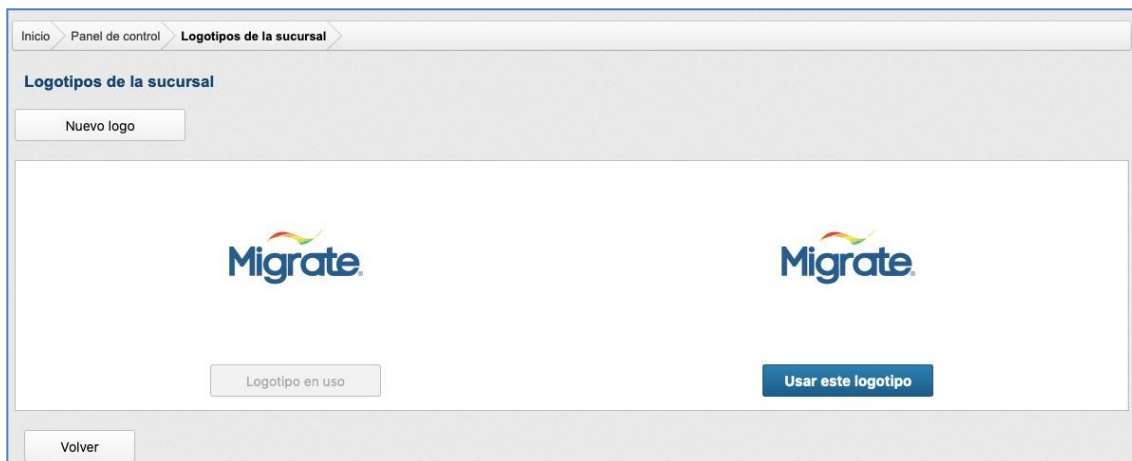 Inicio Panel de control Logotipos de la sucursal
Logotipos de la sucursal
Nuevo logo
Migrate® Migrate®
Logotipo en uso Usar este logotipo
Volver